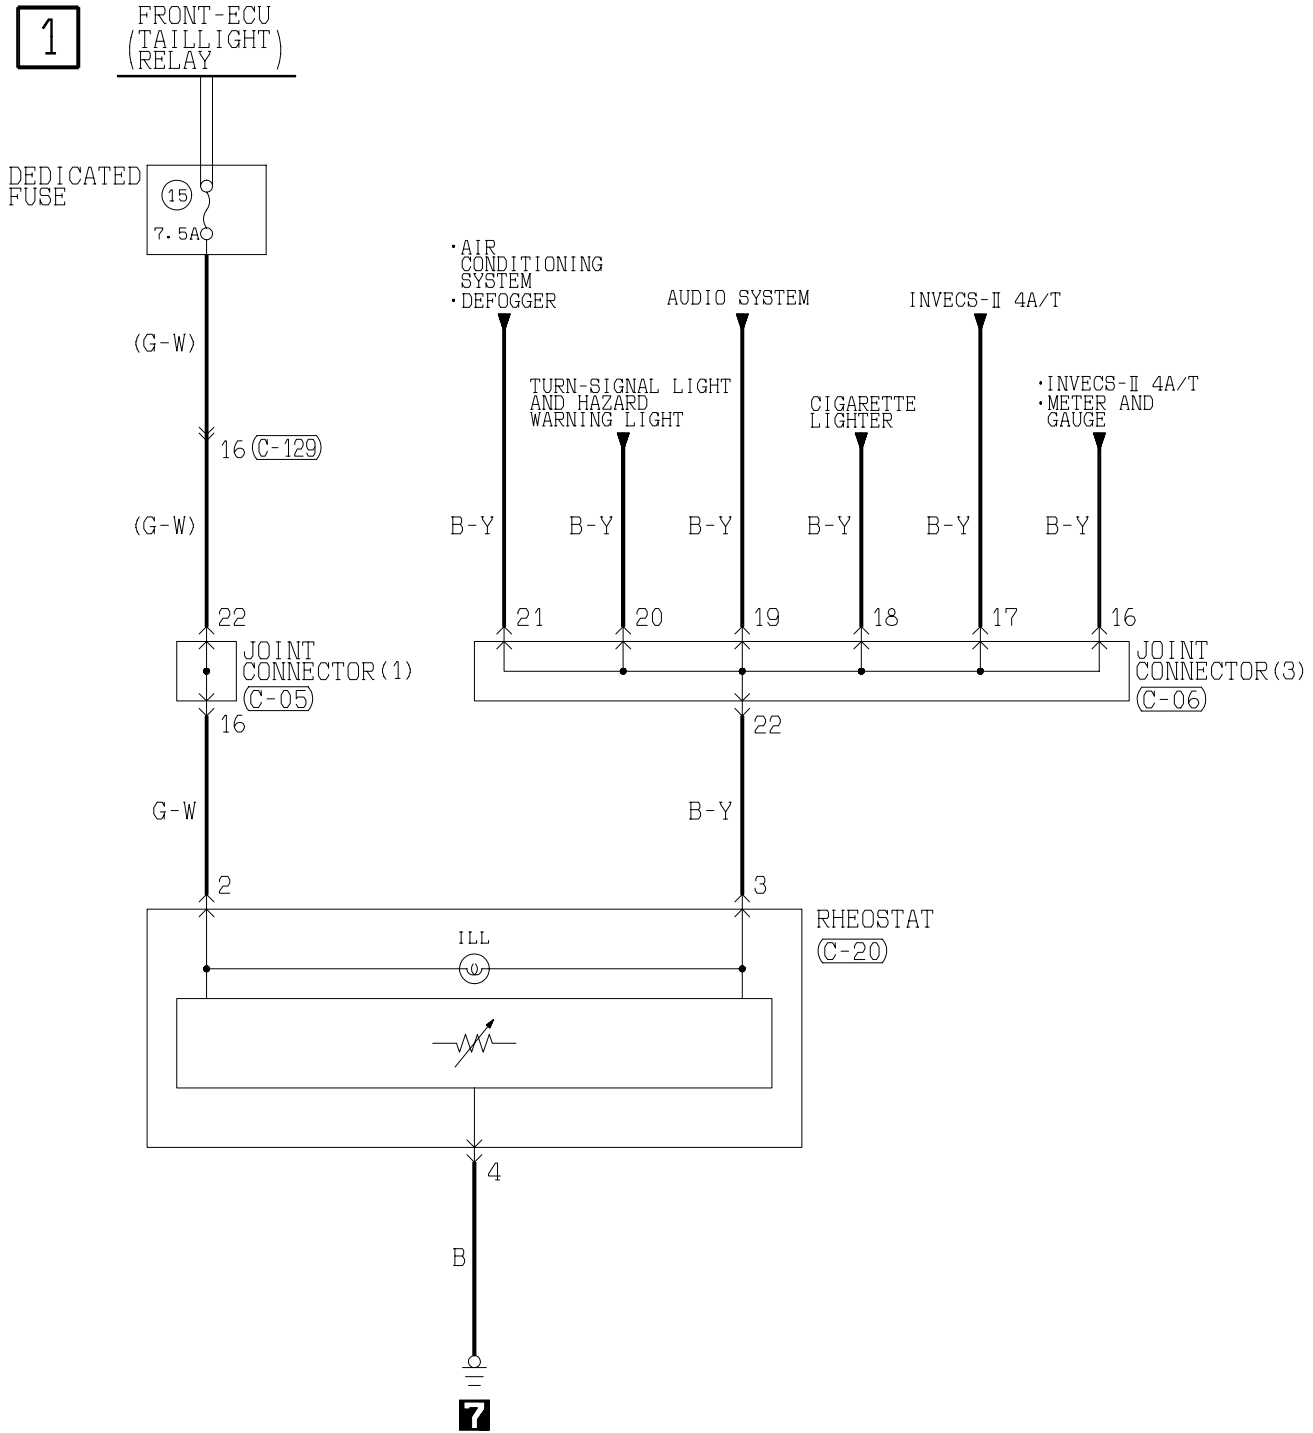 1
FRONT-ECU
(TAILLIGHT
RELAY )
DEDICATED
FUSE
15
7.5A
(G-W)
16 (C-129)
(G-W)
22
JOINT
CONNECTOR(1)
(C-05)
16
G-W
2
·AIR
CONDITIONING
SYSTEM
·DEFOGGER
AUDIO SYSTEM
INVECS-Ⅱ 4A/T
TURN-SIGNAL LIGHT
AND HAZARD
WARNING LIGHT
CIGARETTE
LIGHTER
·INVECS-Ⅱ 4A/T
·METER AND
GAUGE
B-Y B-Y B-Y B-Y B-Y B-Y
21 20 19 18 17 16
JOINT
CONNECTOR(3)
(C-06)
22
B-Y
3
RHEOSTAT
(C-20)
ILL
4
B
7